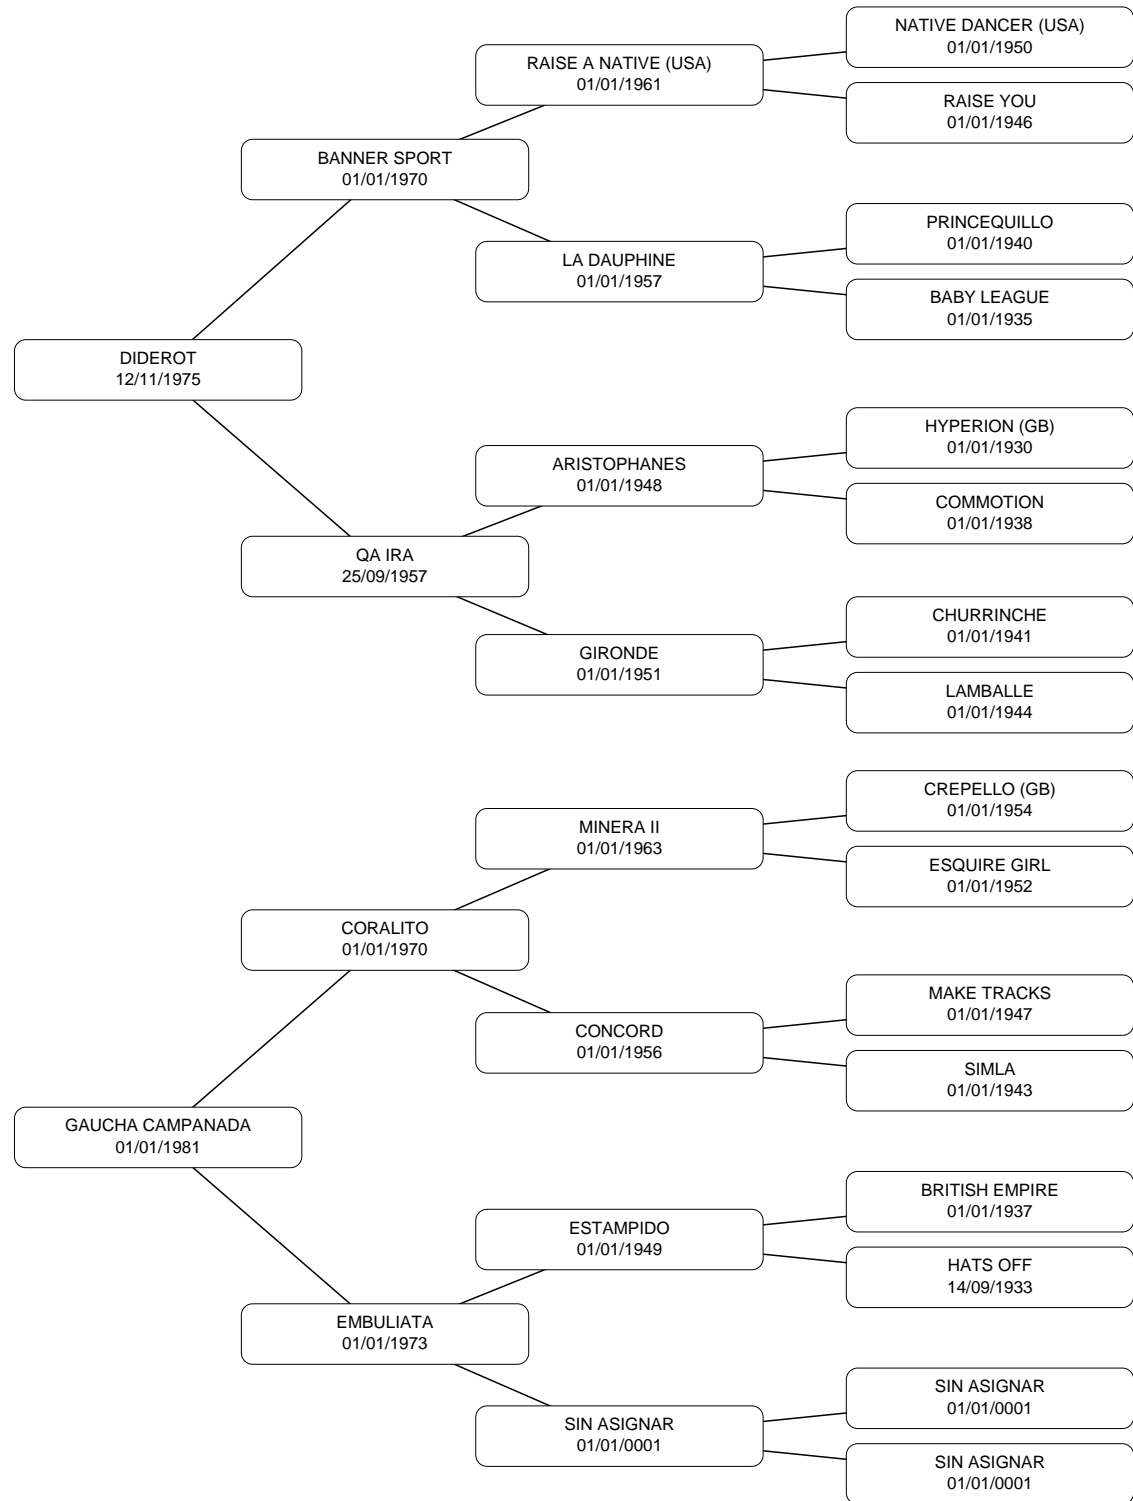 NATIVE DANCER (USA)
01/01/1950
RAISE A NATIVE (USA)
01/01/1961
RAISE YOU
01/01/1946
BANNER SPORT
01/01/1970
PRINCEQUILLO
01/01/1940
LA DAUPHINE
01/01/1957
BABY LEAGUE
01/01/1935
DIDEROT
12/11/1975
HYPERION (GB)
01/01/1930
ARISTOPHANES
01/01/1948
COMMOTION
01/01/1938
QA IRA
25/09/1957
CHURRINCHE
01/01/1941
GIRONDE
01/01/1951
LAMBALLE
01/01/1944
CREPELLO (GB)
01/01/1954
MINERA II
01/01/1963
ESQUIRE GIRL
01/01/1952
CORALITO
01/01/1970
MAKE TRACKS
01/01/1947
CONCORD
01/01/1956
SIMLA
01/01/1943
GAUCHA CAMPANADA
01/01/1981
BRITISH EMPIRE
01/01/1937
ESTAMPIDO
01/01/1949
HATS OFF
14/09/1933
EMBULIATA
01/01/1973
SIN ASIGNAR
01/01/0001
SIN ASIGNAR
01/01/0001
SIN ASIGNAR
01/01/0001